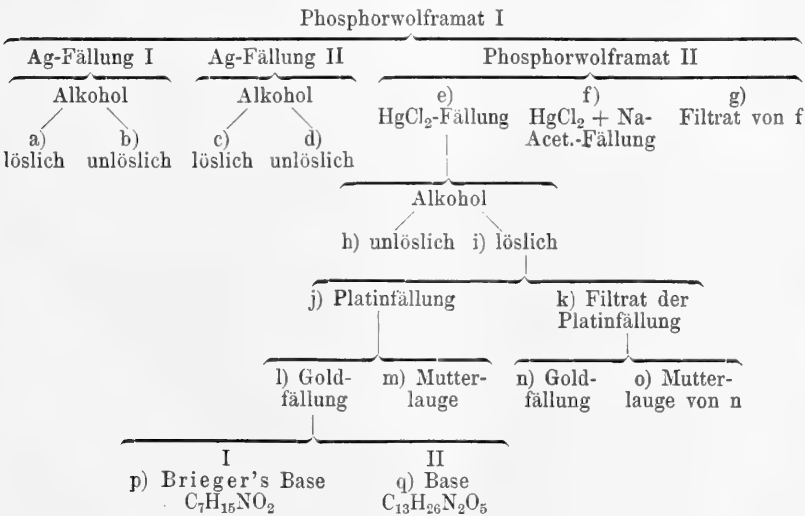 Phosphorwolframat I
Ag-Fällung I Ag-Fällung II Phosphorwolframat II
Alkohol Alkohol e) f) g)
HgCl₂-Fällung HgCl₂ + Na- Filtrat von f
a) b) c) d) Acet.-Fällung
löslich unlöslich löslich unlöslich
Alkohol
h) unlöslich i) löslich
j) Platinfällung k) Filtrat der
Platinfällung
l) Gold- m) Mutter- n) Gold- o) Mutter-
fällung lauge fällung lauge von n
I II
p) Brieger's Base q) Base
C₇H₁₅NO₂ C₁₃H₂₆N₂O₅